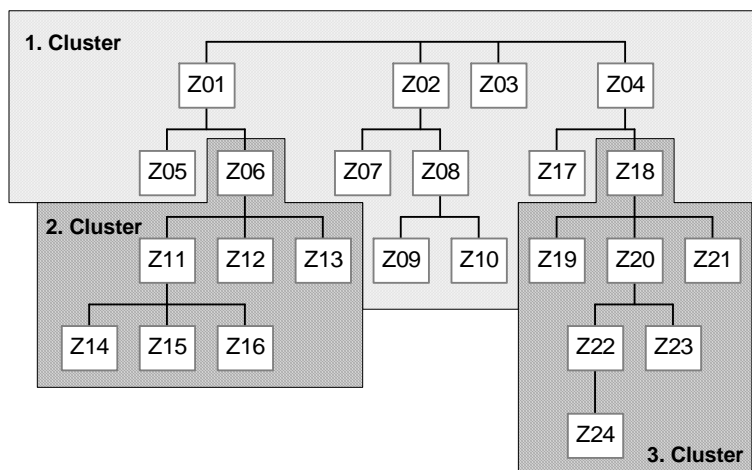 1. Cluster
Z01 Z02 Z03 Z04
Z05 Z06 Z07 Z08 Z17 Z18
2. Cluster
Z11 Z12 Z13 Z09 Z10 Z19 Z20 Z21
Z14 Z15 Z16 Z22 Z23
Z24
3. Cluster